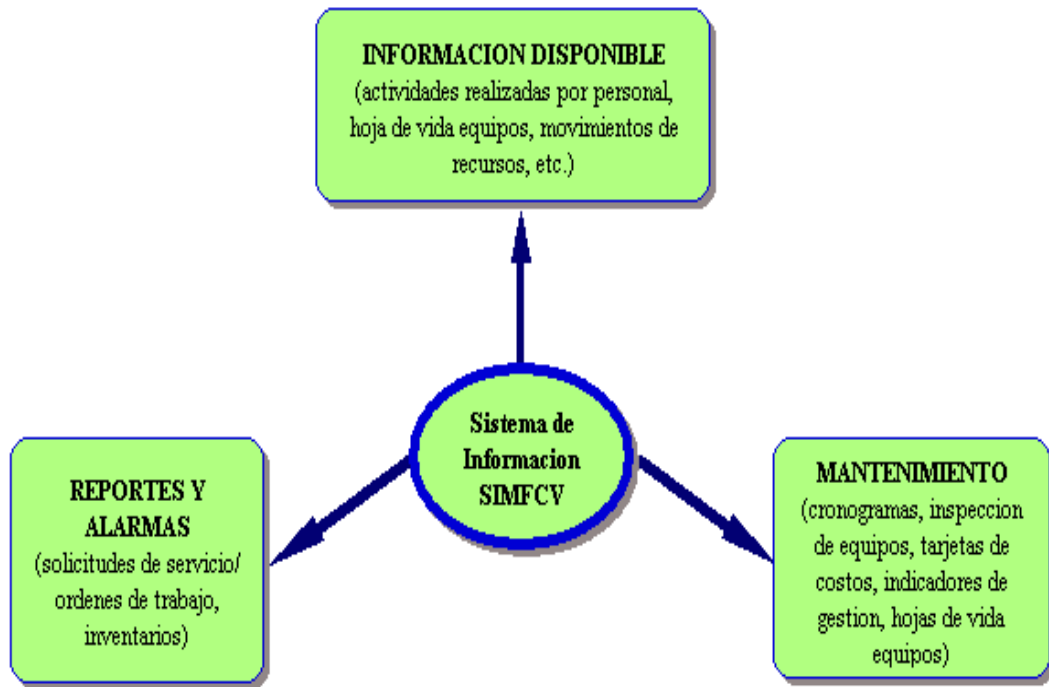 INFORMACION DISPONIBLE
(actividades realizadas por personal,
hoja de vida equipos, movimientos de
recursos, etc.)
Sistema de
Informacion
SIMFCV
REPORTES Y
ALARMAS
(solicitudes de servicio/
ordenes de trabajo,
inventarios)
MANTENIMIENTO
(cronogramas, inspeccion
de equipos, tarjetas de
costos, indicadores de
gestion, hojas de vida
equipos)